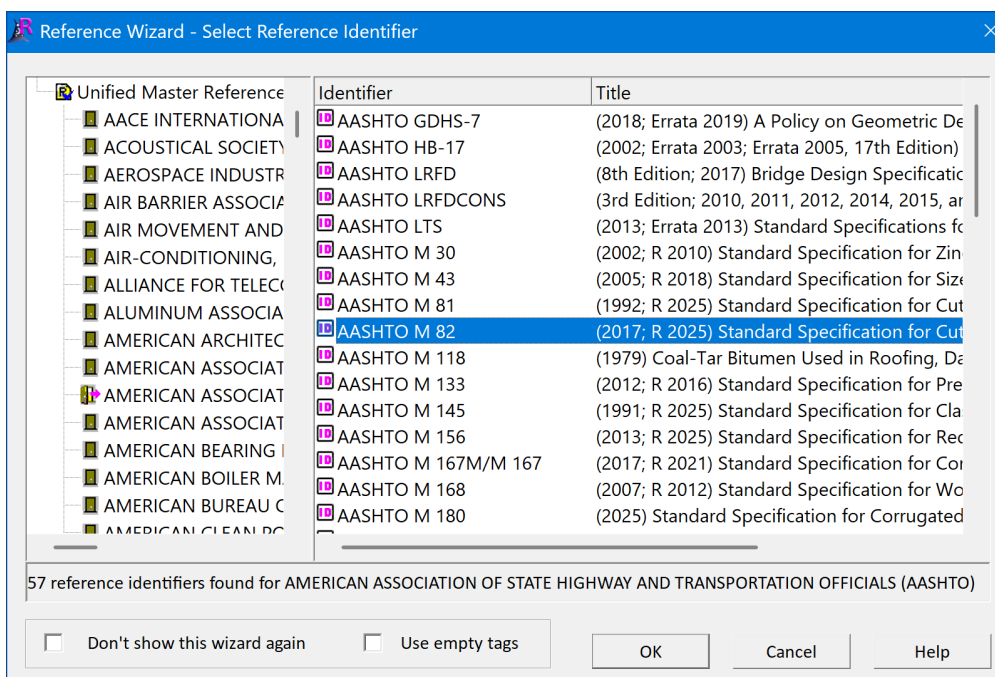 Reference Wizard - Select Reference Identifier
Unified Master Reference
AACE INTERNATIONA
ACOUSTICAL SOCIETY
AEROSPACE INDUSTR
AIR BARRIER ASSOCIA
AIR MOVEMENT AND
AIR-CONDITIONING,
ALLIANCE FOR TELEC
ALUMINUM ASSOCIA
AMERICAN ARCHITEC
AMERICAN ASSOCIAT
AMERICAN ASSOCIAT
AMERICAN ASSOCIAT
AMERICAN BEARING
AMERICAN BOILER M
AMERICAN BUREAU C
AMERICAN CLEAN PO
Identifier Title
AASHTO GDHS-7 (2018; Errata 2019) A Policy on Geometric De
AASHTO HB-17 (2002; Errata 2003; Errata 2005, 17th Edition)
AASHTO LRFD (8th Edition; 2017) Bridge Design Specificatic
AASHTO LRFDCONS (3rd Edition; 2010, 2011, 2012, 2014, 2015, ar
AASHTO LTS (2013; Errata 2013) Standard Specifications fo
AASHTO M 30 (2002; R 2010) Standard Specification for Zin
AASHTO M 43 (2005; R 2018) Standard Specification for Size
AASHTO M 81 (1992; R 2025) Standard Specification for Cut
AASHTO M 82 (2017; R 2025) Standard Specification for Cut
AASHTO M 118 (1979) Coal-Tar Bitumen Used in Roofing, Da
AASHTO M 133 (2012; R 2016) Standard Specification for Pre
AASHTO M 145 (1991; R 2025) Standard Specification for Cla
AASHTO M 156 (2013; R 2025) Standard Specification for Rec
AASHTO M 167M/M 167 (2017; R 2021) Standard Specification for Cor
AASHTO M 168 (2007; R 2012) Standard Specification for Wo
AASHTO M 180 (2025) Standard Specification for Corrugated
57 reference identifiers found for AMERICAN ASSOCIATION OF STATE HIGHWAY AND TRANSPORTATION OFFICIALS (AASHTO)
Don't show this wizard again
Use empty tags
OK
Cancel
Help